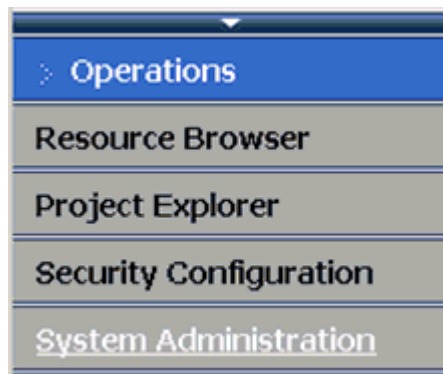 Operations
Resource Browser
Project Explorer
Security Configuration
System Administration